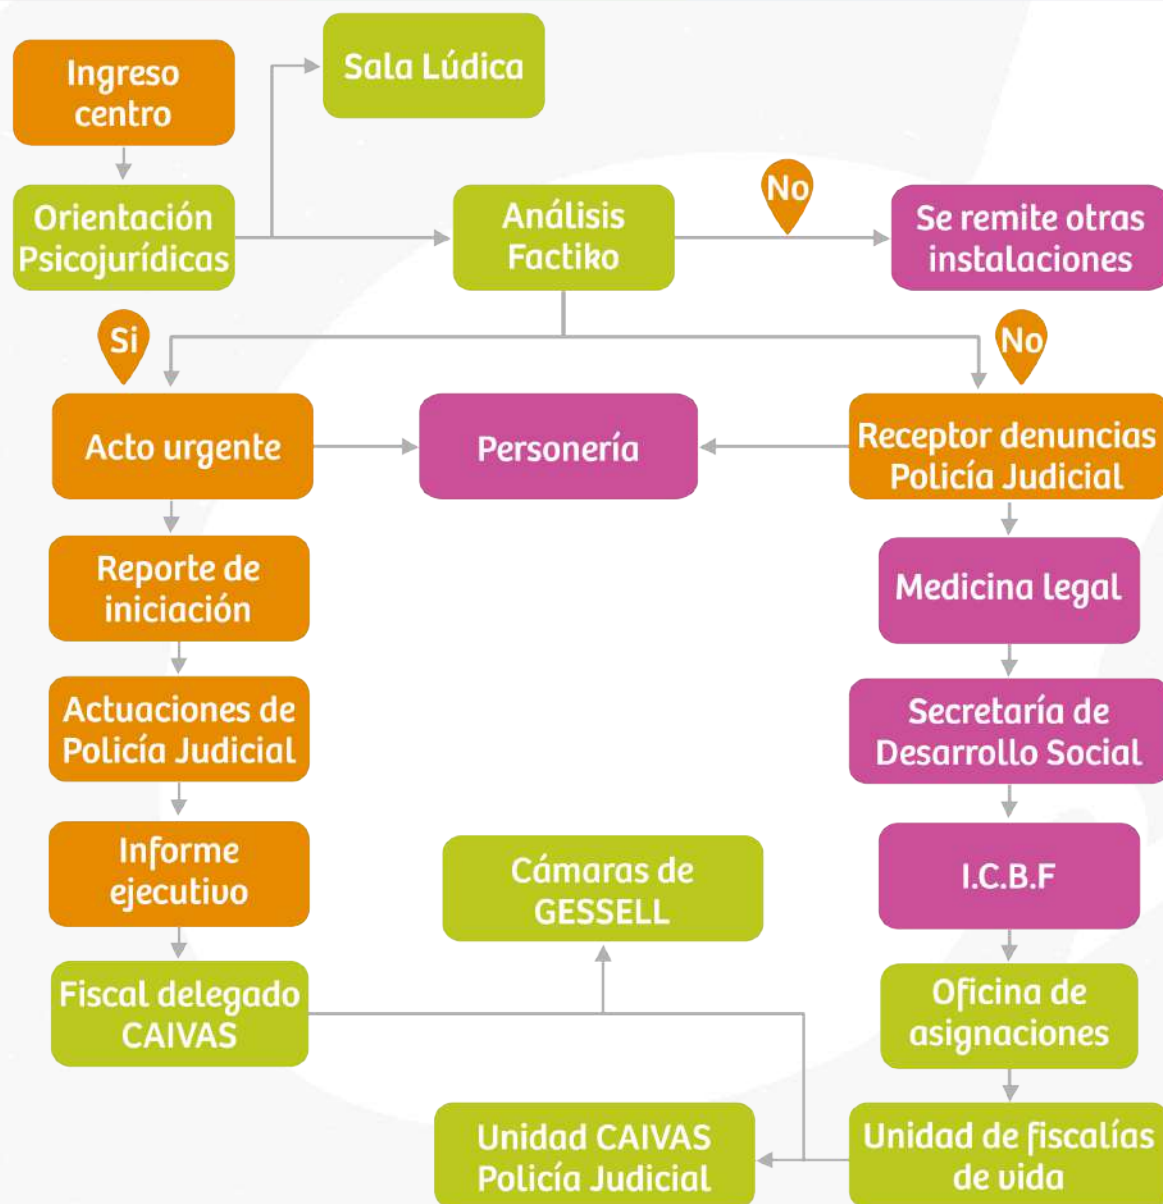 Ingreso
centro
Sala Lúdica
Orientación
Psicojurídicas
Análisis
Factiko
No
Se remite otras
instalaciones
Si
No
Acto urgente
Personería
Receptor denuncias
Policía Judicial
Reporte de
iniciación
Medicina legal
Actuaciones de
Policía Judicial
Secretaría de
Desarrollo Social
Informe
ejecutivo
Cámaras de
GESSELL
I.C.B.F
Fiscal delegado
CAIVAS
Oficina de
asignaciones
Unidad CAIVAS
Policía Judicial
Unidad de fiscalías
de vida